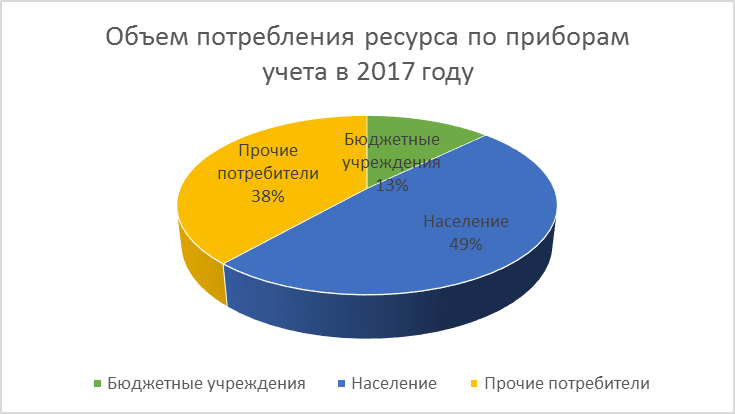 Объем потребления ресурса по приборам
учета в 2017 году
Бюджетные
учреждения
13%
Прочие
потребители
38%
Население
49%
Бюджетные учреждения
Население
Прочие потребители